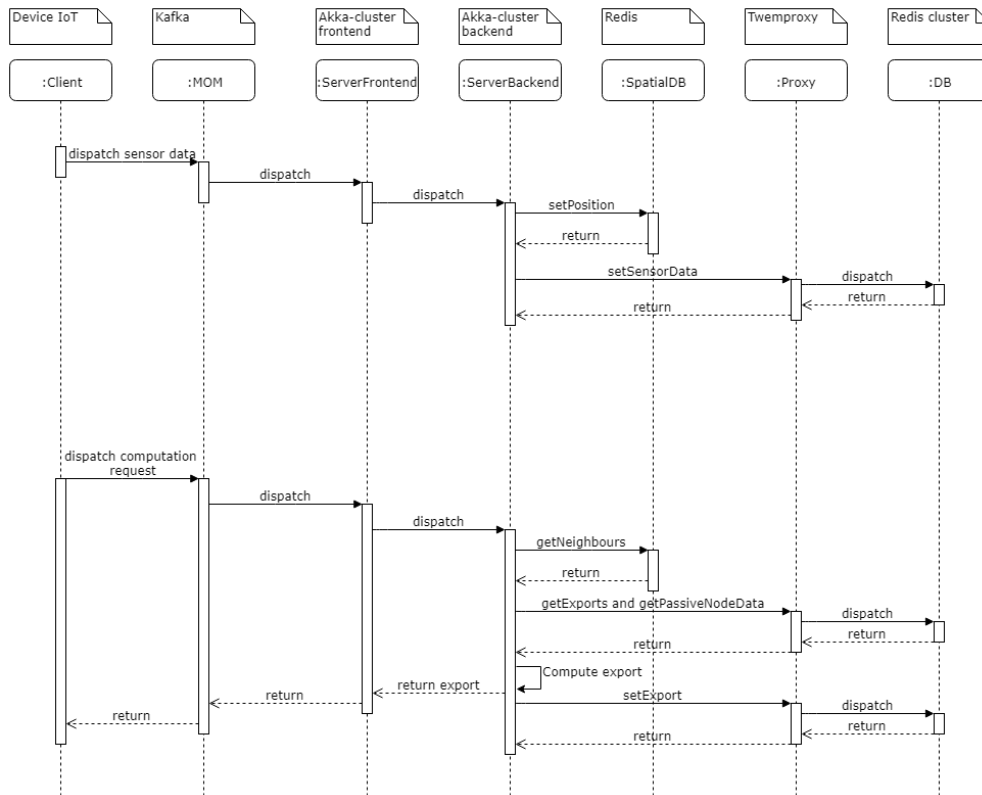 Device IoT
Kafka
Akka-cluster
frontend
Akka-cluster
backend
Redis
Twemproxy
Redis cluster
:Client
:MOM
:ServerFrontend
:ServerBackend
:SpatialDB
:Proxy
:DB
dispatch sensor data
dispatch
dispatch
setPosition
return
setSensorData
dispatch
return
return
dispatch computation
request
dispatch
dispatch
getNeighbours
return
getExports and getPassiveNodeData
dispatch
return
return
Compute export
return export
return
return
setExport
dispatch
return
return